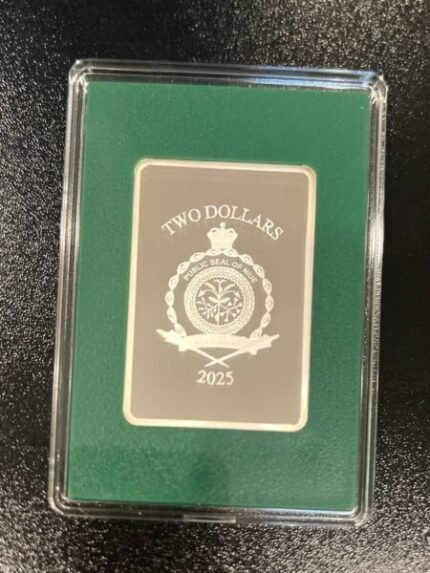 TWO DOLLARS
PUBLIC SEAL OF NIUE
2025